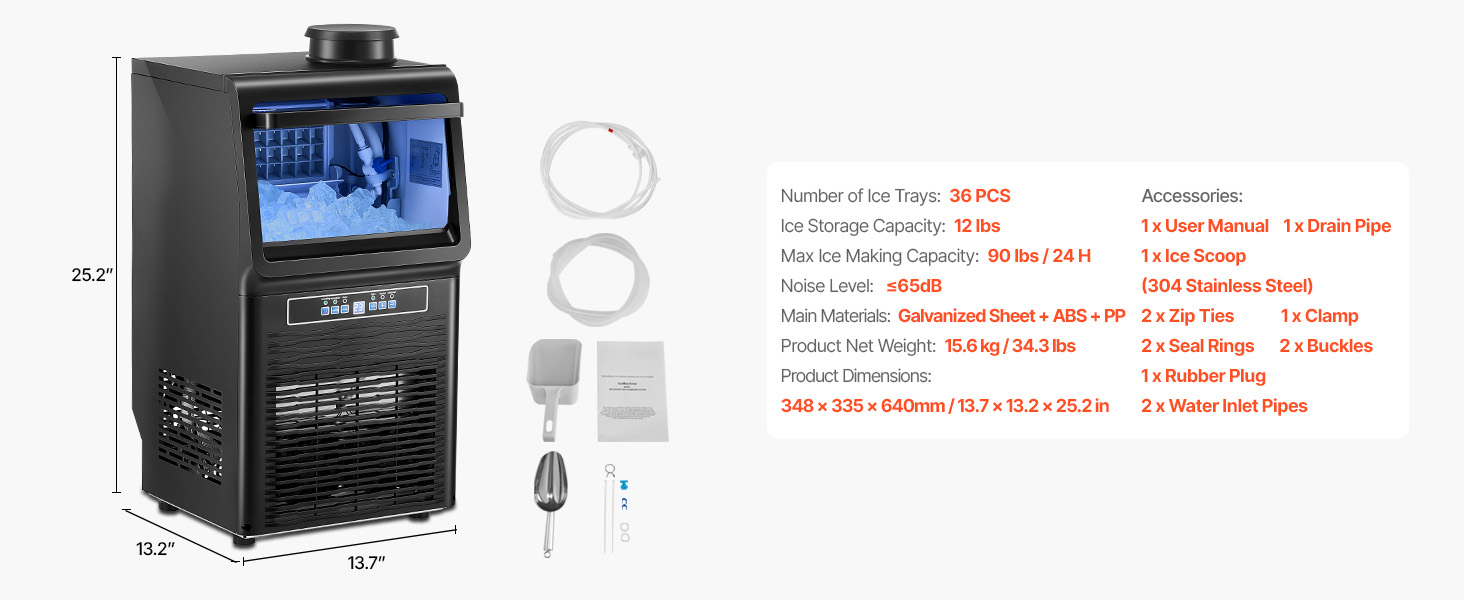 25.2”
13.2”
13.7”
Number of Ice Trays: 36 PCS
Ice Storage Capacity: 12 lbs
Max Ice Making Capacity: 90 lbs / 24 H
Noise Level: ≤65dB
Main Materials: Galvanized Sheet + ABS + PP
Product Net Weight: 15.6 kg / 34.3 lbs
Product Dimensions:
348 × 335 × 640mm / 13.7 × 13.2 × 25.2 in
Accessories:
1 x User Manual 1 x Drain Pipe
1 x Ice Scoop
(304 Stainless Steel)
2 x Zip Ties 1 x Clamp
2 x Seal Rings 2 x Buckles
1 x Rubber Plug
2 x Water Inlet Pipes